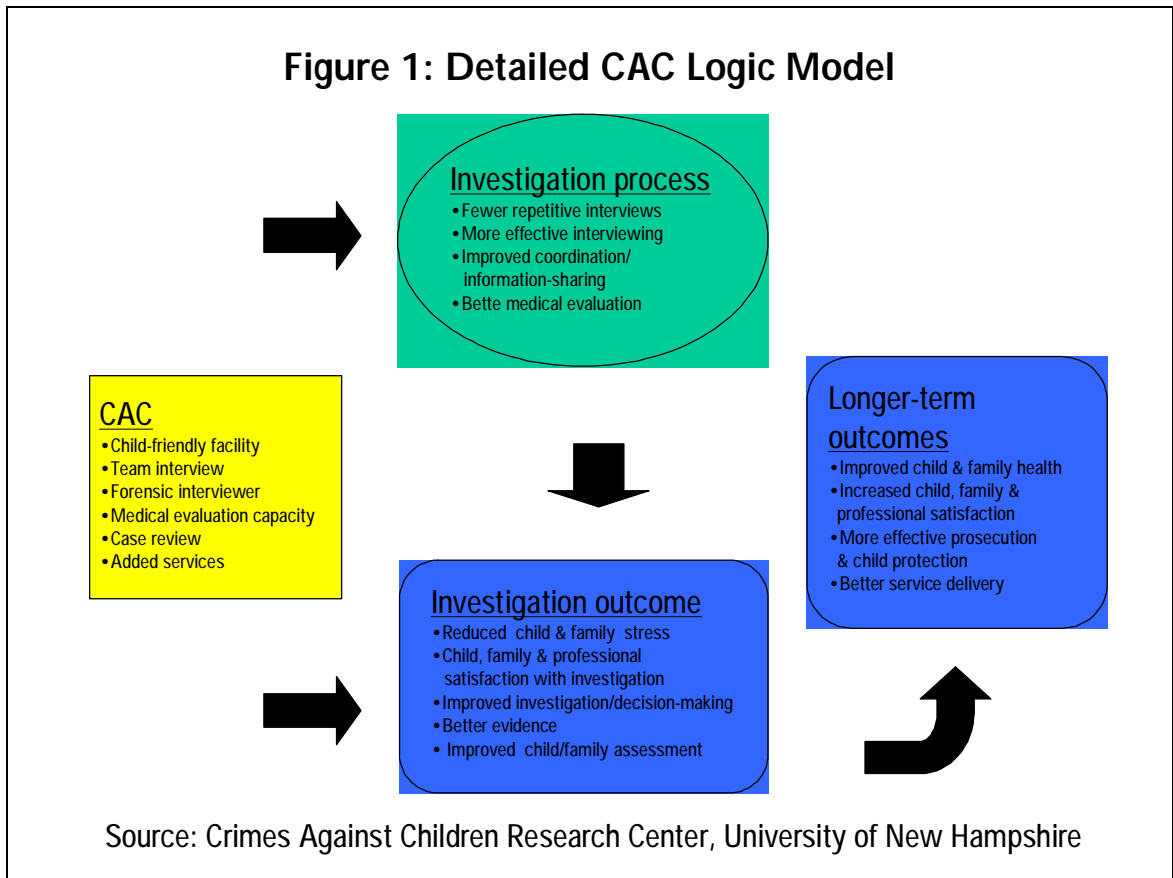 Figure 1: Detailed CAC Logic Model
Investigation process
•Fewer repetitive interviews
•More effective interviewing
•Improved coordination/
information-sharing
•Bette medical evaluation
CAC
•Child-friendly facility
•Team interview
•Forensic interviewer
•Medical evaluation capacity
•Case review
•Added services
Longer-term
outcomes
•Improved child & family health
•Increased child, family &
professional satisfaction
•More effective prosecution
& child protection
•Better service delivery
Investigation outcome
•Reduced child & family stress
•Child, family & professional
satisfaction with investigation
•Improved investigation/decision-making
•Better evidence
• Improved child/family assessment
Source: Crimes Against Children Research Center, University of New Hampshire